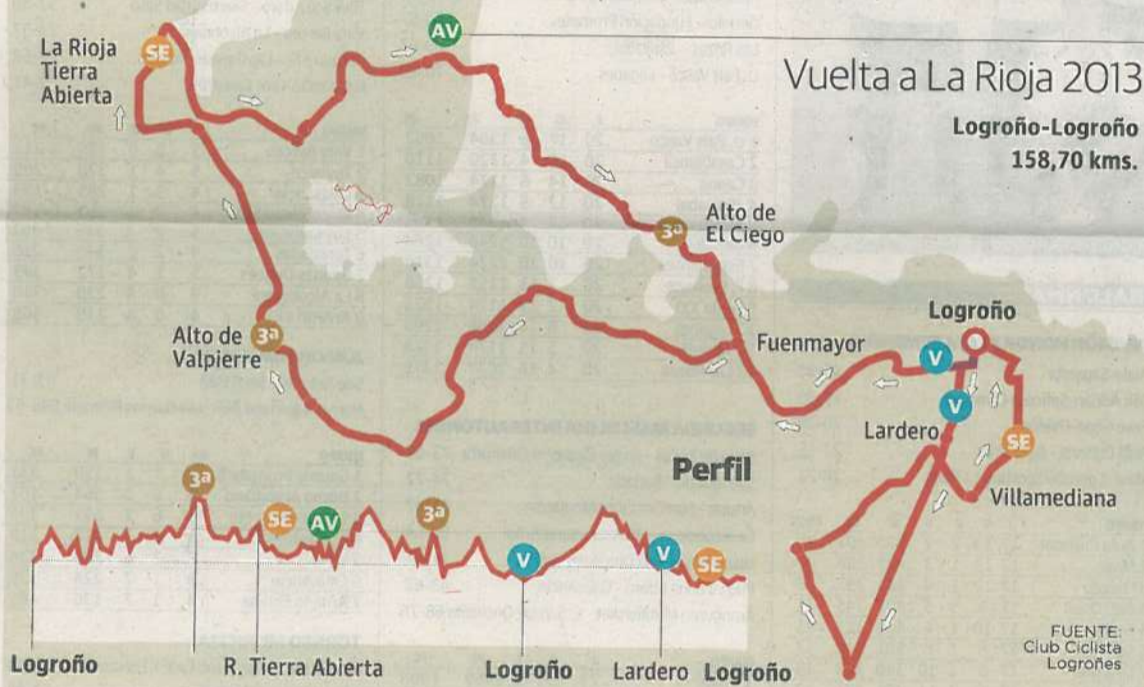 La Rioja
Tierra
Abierta
SE
AV
Vuelta a La Rioja 2013
Logroño-Logroño
158,70 kms.
3ª
Alto de
El Ciego
Alto de
Valpierre
3ª
Fuenmayor
Logroño
V
V
Lardero
SE
Villamediana
Perfil
3ª
SE
AV
3ª
V
V
SE
Logroño
R. Tierra Abierta
Logroño
Lardero
Logroño
FUENTE:
Club Ciclista
Logroñes